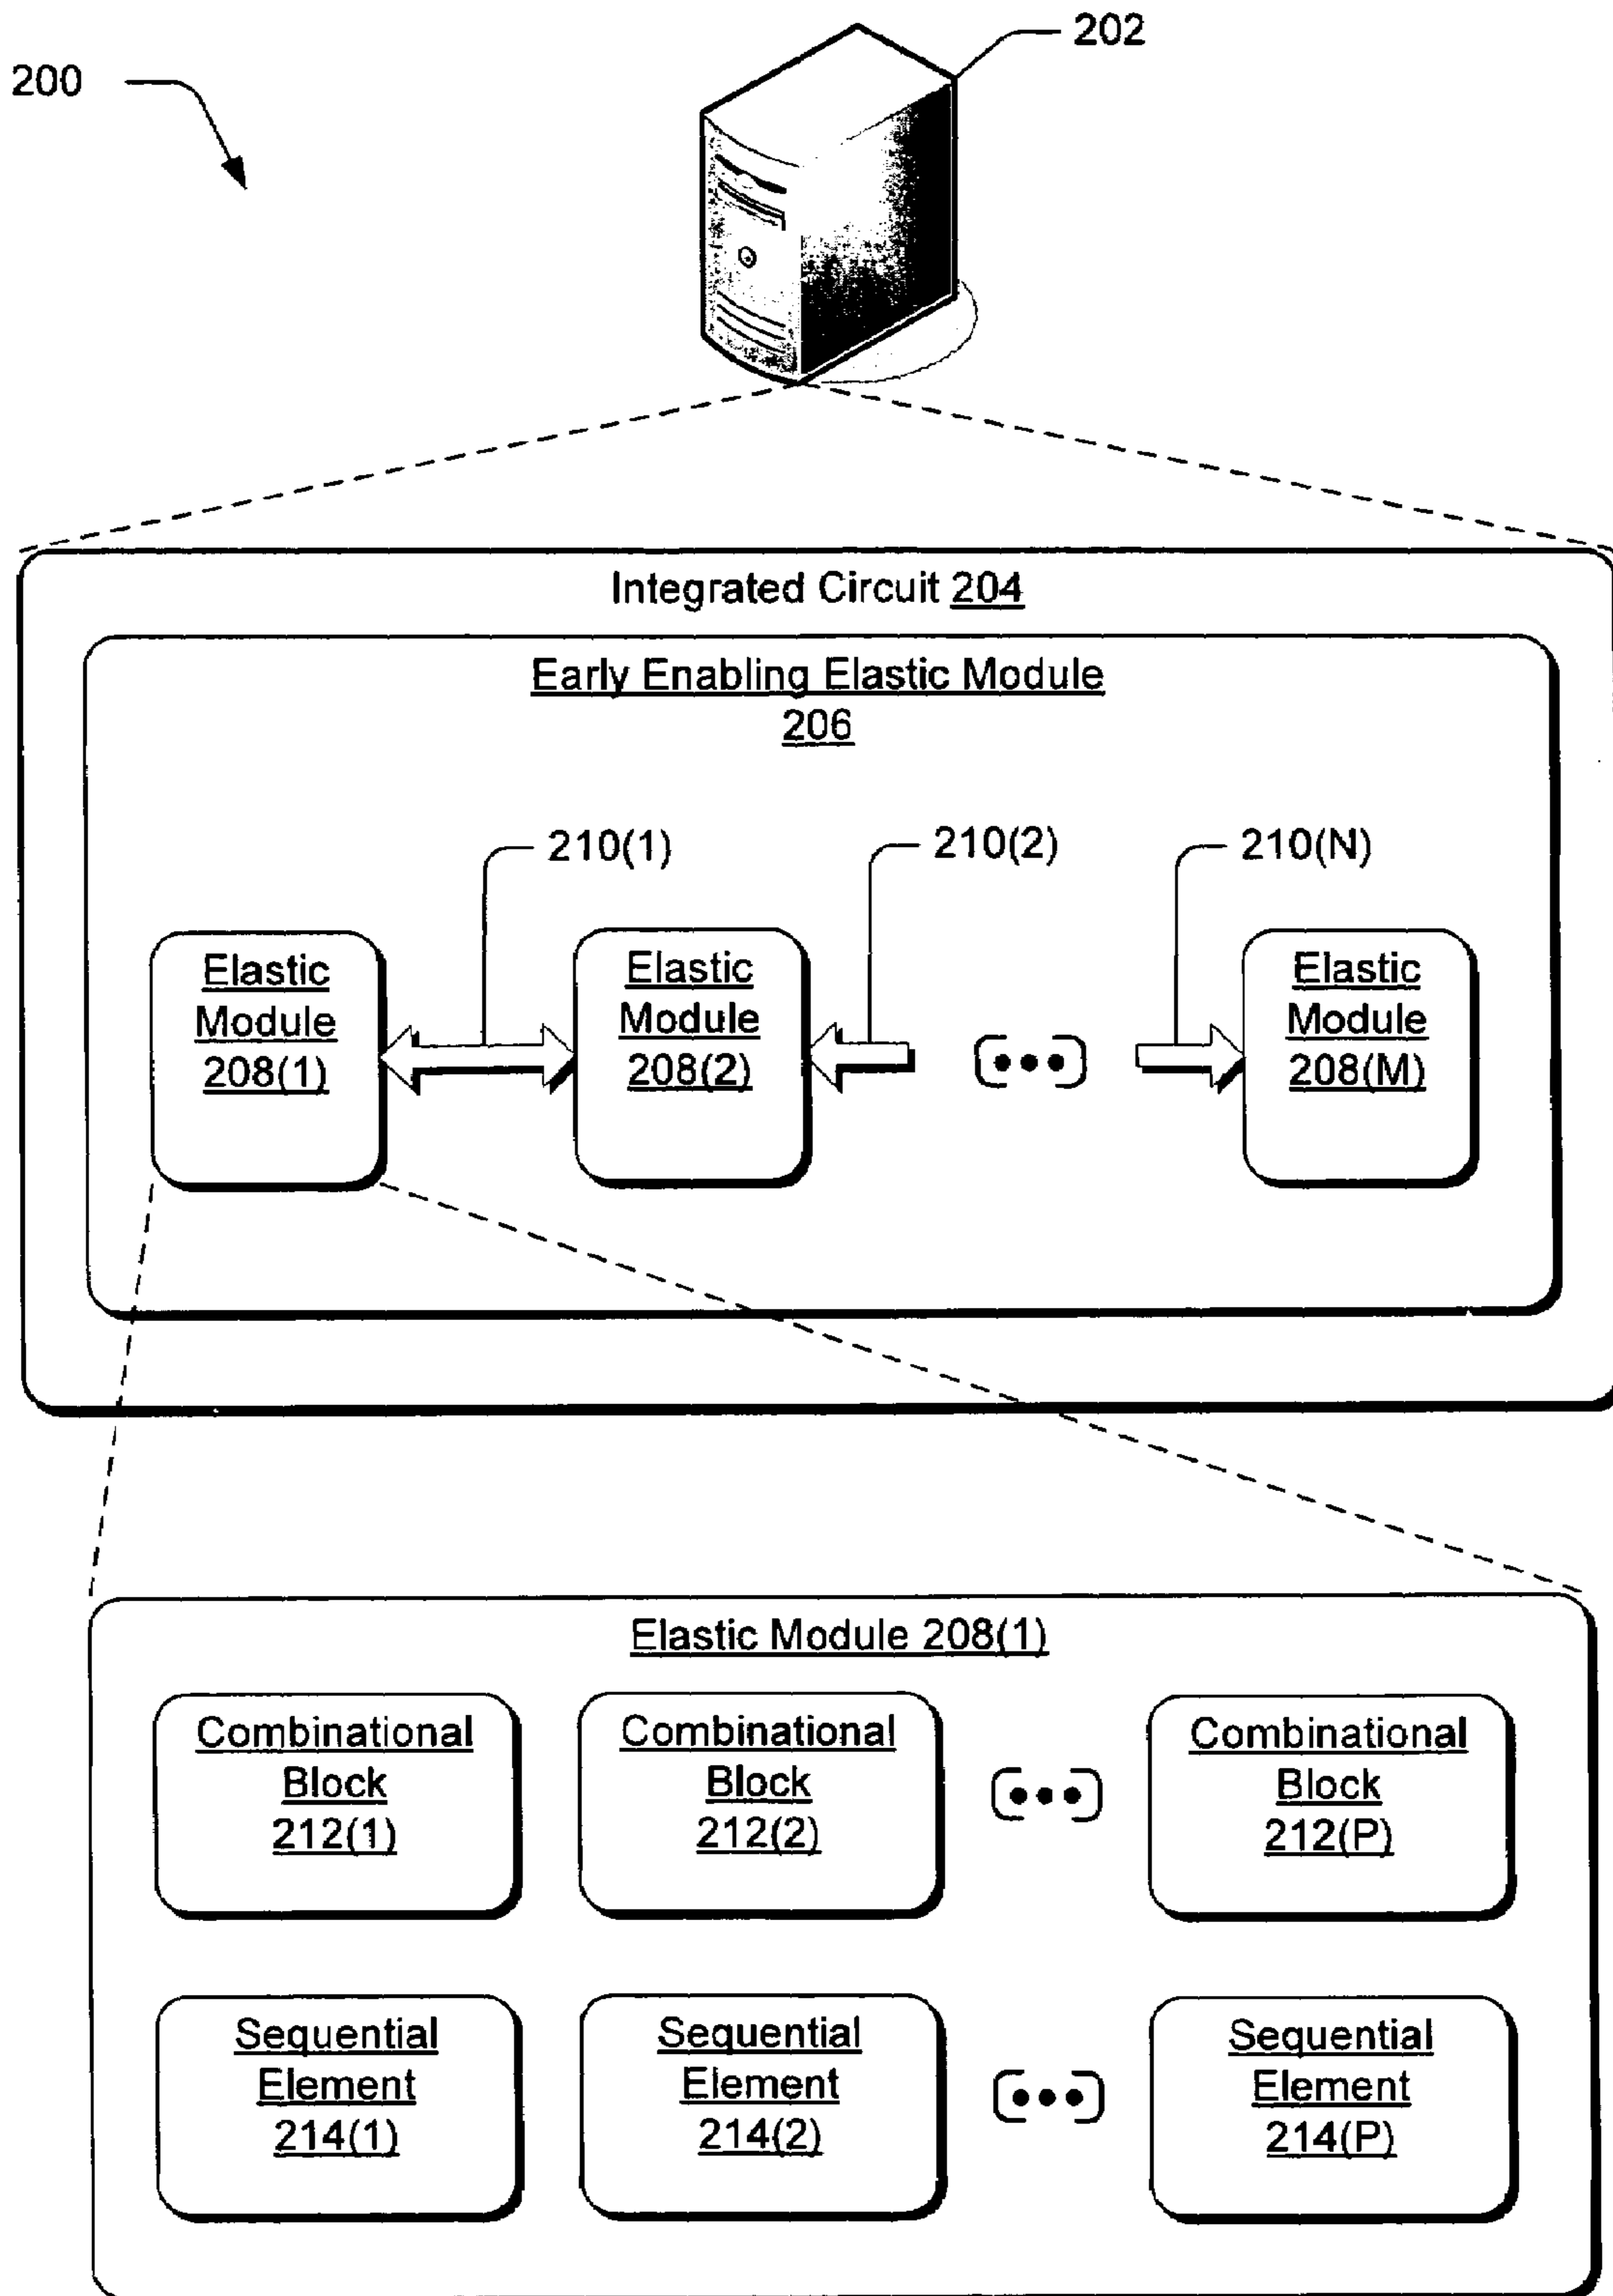 200
202
Integrated Circuit 204
Early Enabling Elastic Module
206
210(1)
210(2)
210(N)
Elastic
Module
208(1)
Elastic
Module
208(2)
Elastic
Module
208(M)
Elastic Module 208(1)
Combinational
Block
212(1)
Combinational
Block
212(2)
Combinational
Block
212(P)
Sequential
Element
214(1)
Sequential
Element
214(2)
Sequential
Element
214(P)